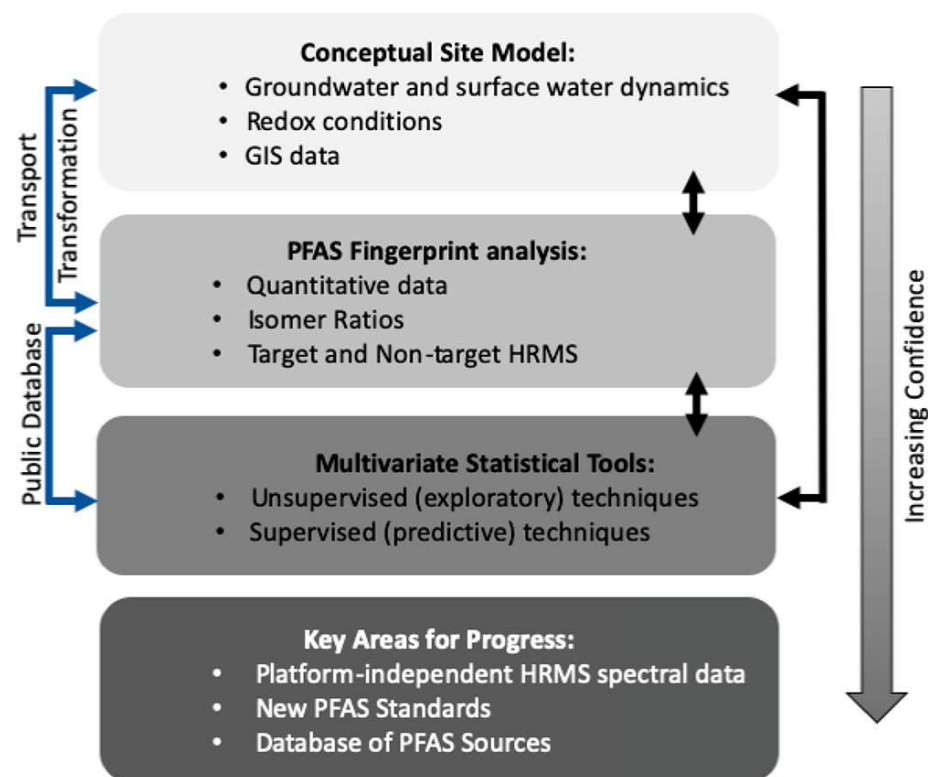 Conceptual Site Model:
• Groundwater and surface water dynamics
• Redox conditions
• GIS data
Transport
Transformation
PFAS Fingerprint analysis:
• Quantitative data
• Isomer Ratios
• Target and Non-target HRMS
Public Database
Multivariate Statistical Tools:
• Unsupervised (exploratory) techniques
• Supervised (predictive) techniques
Key Areas for Progress:
• Platform-independent HRMS spectral data
• New PFAS Standards
• Database of PFAS Sources
Increasing Confidence